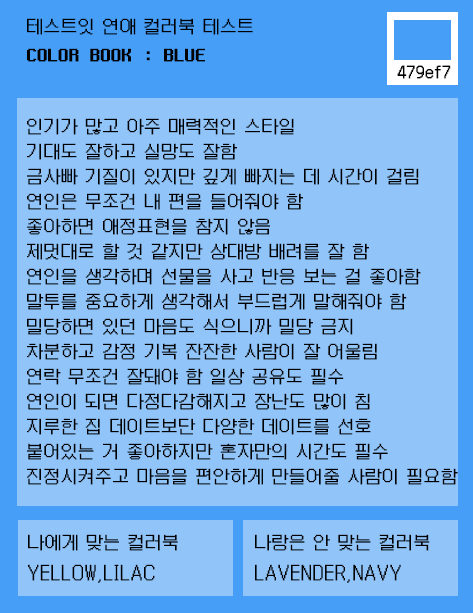 테스트잇 연애 컬러북 테스트
COLOR BOOK : BLUE
479ef7
인기가 많고 아주 매력적인 스타일
기대도 잘하고 실망도 잘함
금사빠 기질이 있지만 깊게 빠지는 데 시간이 걸림
연인은 무조건 내 편을 들어줘야 함
좋아하면 애정표현을 참지 않음
제멋대로 할 것 같지만 상대방 배려를 잘 함
연인을 생각하며 선물을 사고 반응 보는 걸 좋아함
말투를 중요하게 생각해서 부드럽게 말해줘야 함
밀당하면 있던 마음도 식으니까 밀당 금지
차분하고 감정 기복 잔잔한 사람이 잘 어울림
연락 무조건 잘돼야 함 일상 공유도 필수
연인이 되면 다정다감해지고 장난도 많이 침
지루한 집 데이트보단 다양한 데이트를 선호
붙어있는 거 좋아하지만 혼자만의 시간도 필수
진정시켜주고 마음을 편안하게 만들어줄 사람이 필요함
나에게 맞는 컬러북
YELLOW,LILAC
나랑은 안 맞는 컬러북
LAVENDER,NAVY